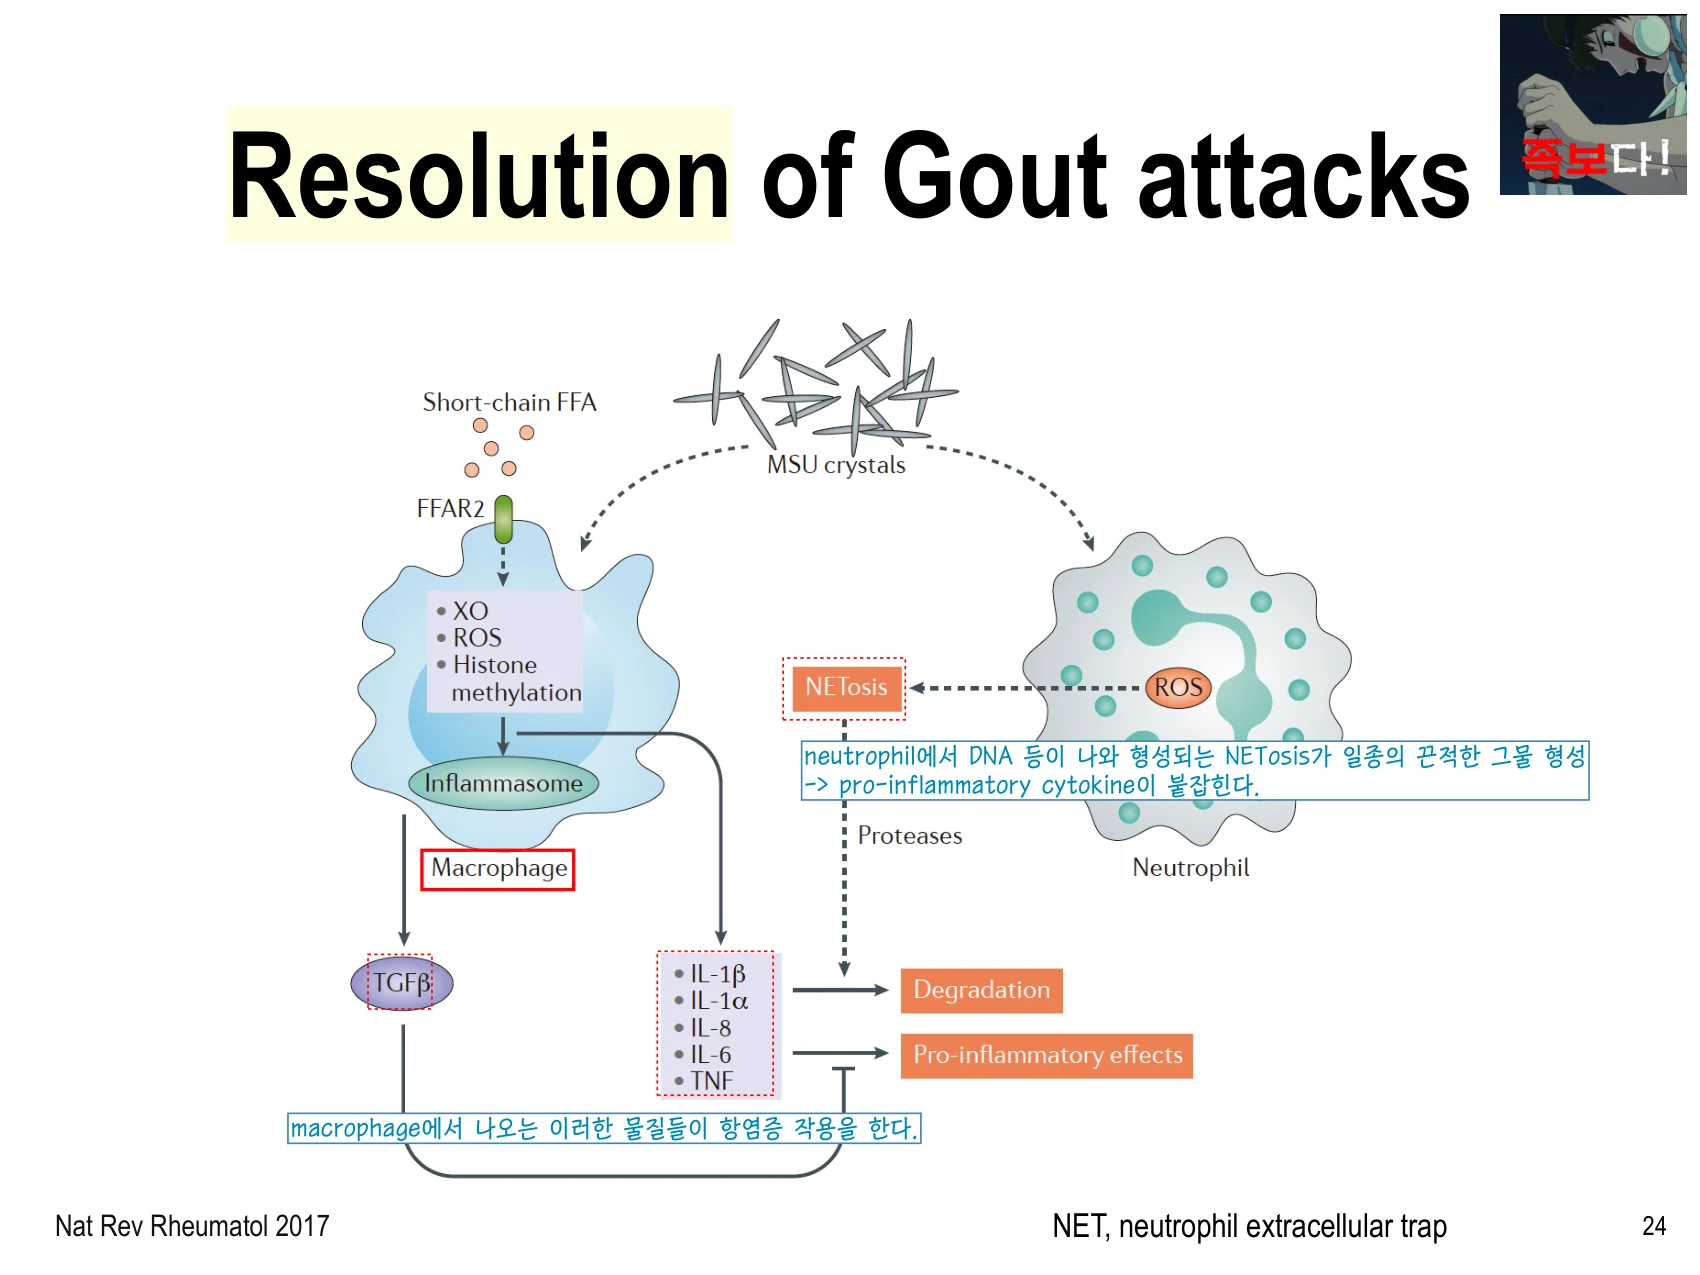 Resolution of Gout attacks
족보다!
Short-chain FFA
MSU crystals
FFAR2
• XO
• ROS
• Histone
methylation
Inflammasome
Macrophage
NETosis
ROS
neutrophil에서 DNA 등이 나와 형성되는 NETosis가 일종의 끈적한 그물 형성
-> pro-inflammatory cytokine이 붙잡힌다.
Proteases
Neutrophil
TGFβ
• IL-1β
• IL-1α
• IL-8
• IL-6
• TNF
Degradation
Pro-inflammatory effects
macrophage에서 나오는 이러한 물질들이 항염증 작용을 한다.
Nat Rev Rheumatol 2017
NET, neutrophil extracellular trap
24